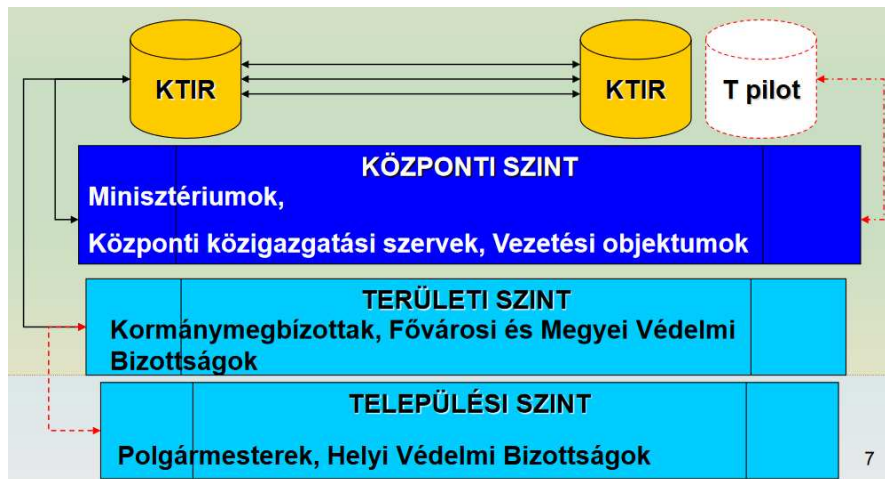 KTIR
KTIR
T pilot
KÖZPONTI SZINT
Minisztériumok,
Központi közigazgatási szervek, Vezetési objektumok
TERÜLETI SZINT
Kormánymegbízottak, Fővárosi és Megyei Védelmi
Bizottságok
TELEPÜLÉSI SZINT
Polgármesterek, Helyi Védelmi Bizottságok
7